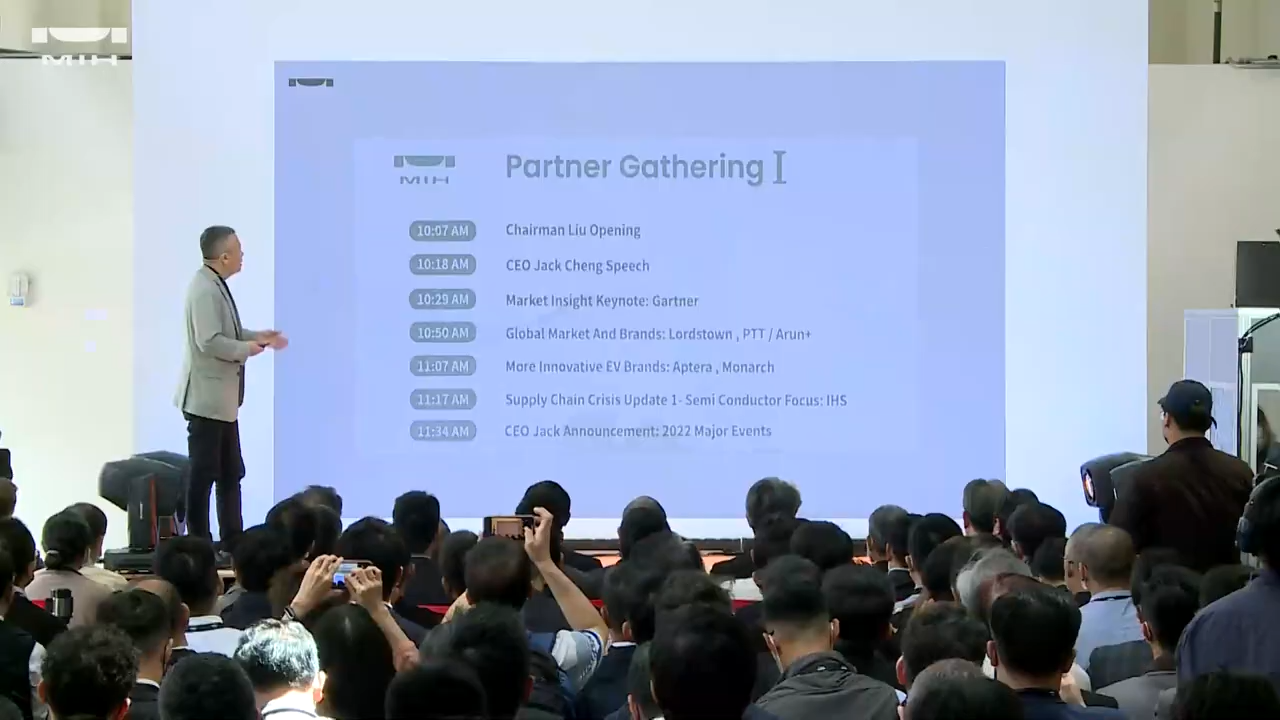 MIH
MIH
Partner Gathering I
10:07 AM Chairman Liu Opening
10:18 AM CEO Jack Cheng Speech
10:29 AM Market Insight Keynote: Gartner
10:50 AM Global Market And Brands: Lordstown , PTT / Arun+
11:07 AM More Innovative EV Brands: Aptera , Monarch
11:17 AM Supply Chain Crisis Update 1- Semi Conductor Focus: IHS
11:34 AM CEO Jack Announcement: 2022 Major Events